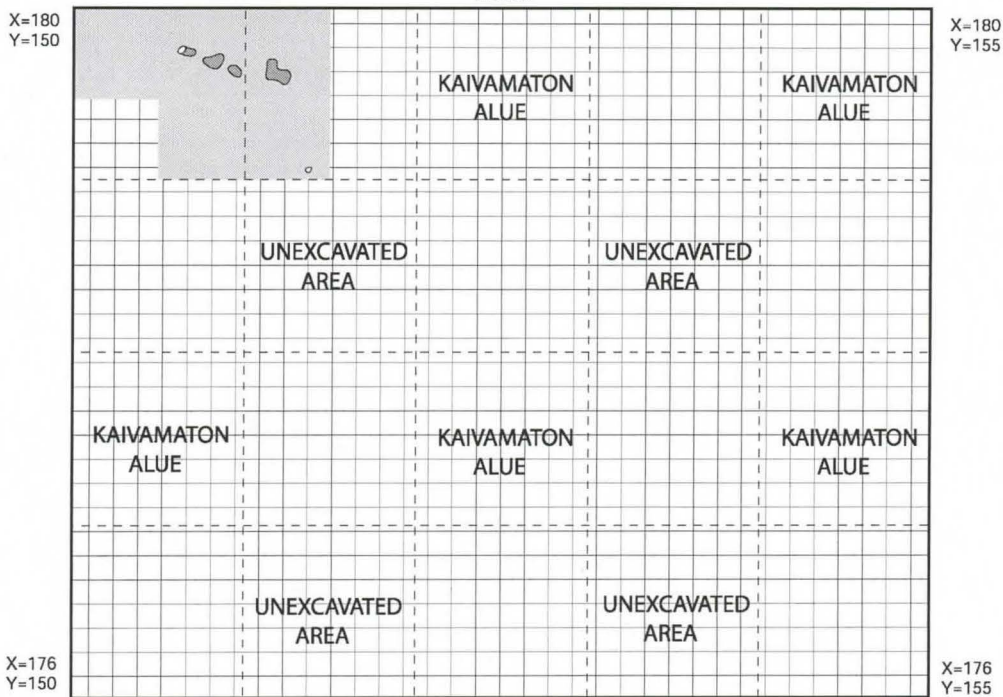 X=180
Y=150
X=180
Y=155
KAIVAMATON
ALUE
KAIVAMATON
ALUE
UNEXCAVATED
AREA
UNEXCAVATED
AREA
KAIVAMATON
ALUE
KAIVAMATON
ALUE
KAIVAMATON
ALUE
UNEXCAVATED
AREA
UNEXCAVATED
AREA
X=176
Y=150
X=176
Y=155